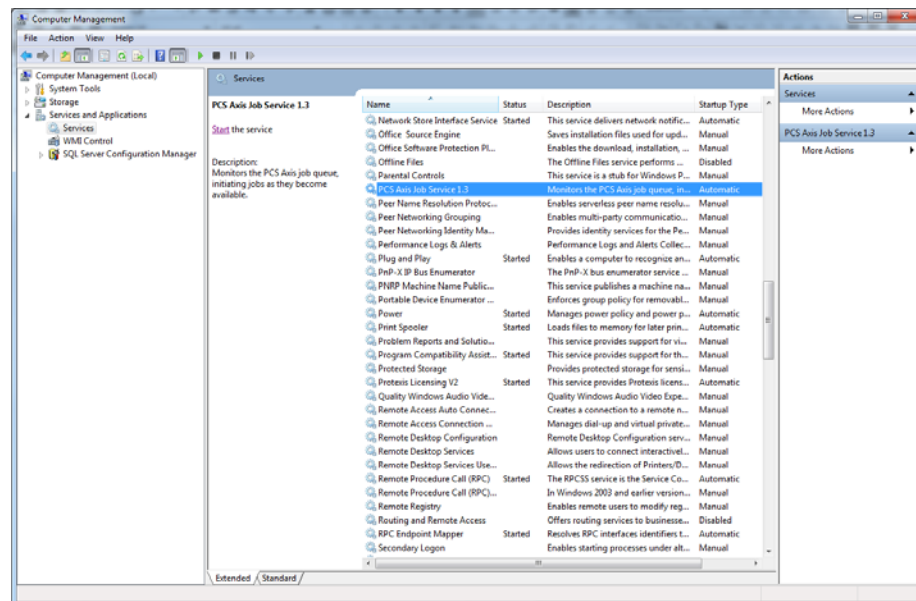 Computer Management
File Action View Help
Computer Management (Local)
System Tools
Storage
Services and Applications
Services
WMI Control
SQL Server Configuration Manager
Services
PCS Axis Job Service 1.3
Start the service
Description:
Monitors the PCS Axis job queue,
initiating jobs as they become
available.
Name Status Description Startup Type
Network Store Interface Service Started This service delivers network notific... Automatic
Office Source Engine Saves installation files used for upd... Manual
Office Software Protection Pl... Enables the download, installation, ... Manual
Offline Files The Offline Files service performs ... Disabled
Parental Controls This service is a stub for Windows P... Manual
PCS Axis Job Service 1.3 Monitors the PCS Axis job queue, in... Automatic
Peer Name Resolution Protoc... Enables serverless peer name resolu... Manual
Peer Networking Grouping Enables multi-party communicatio... Manual
Peer Networking Identity Ma... Provides identity services for the Pe... Manual
Performance Logs & Alerts Performance Logs and Alerts Collec... Manual
Plug and Play Started Enables a computer to recognize an... Automatic
PnP-X IP Bus Enumerator The PnP-X bus enumerator service ... Manual
PNRP Machine Name Public... This service publishes a machine na... Manual
Portable Device Enumerator ... Enforces group policy for removabl... Manual
Power Started Manages power policy and power p... Automatic
Print Spooler Started Loads files to memory for later prin... Automatic
Problem Reports and Solutio... This service provides support for vi... Manual
Program Compatibility Assist... Started This service provides support for th... Manual
Protected Storage Provides protected storage for sensi... Manual
Protexis Licensing V2 Started This service provides Protexis licens... Automatic
Quality Windows Audio Vide... Quality Windows Audio Video Expe... Manual
Remote Access Auto Connec... Creates a connection to a remote n... Manual
Remote Access Connection ... Manages dial-up and virtual private... Manual
Remote Desktop Configuration Remote Desktop Configuration serv... Manual
Remote Desktop Services Allows users to connect interactivel... Manual
Remote Desktop Services Use... Allows the redirection of Printers/D... Manual
Remote Procedure Call (RPC) Started The RPCSS service is the Service Co... Automatic
Remote Procedure Call (RPC)... In Windows 2003 and earlier version... Manual
Remote Registry Enables remote users to modify reg... Manual
Routing and Remote Access Offers routing services to businesse... Disabled
RPC Endpoint Mapper Started Resolves RPC interfaces identifiers t... Automatic
Secondary Logon Enables starting processes under alt... Manual
Extended Standard
Actions
Services
More Actions
PCS Axis Job Service 1.3
More Actions